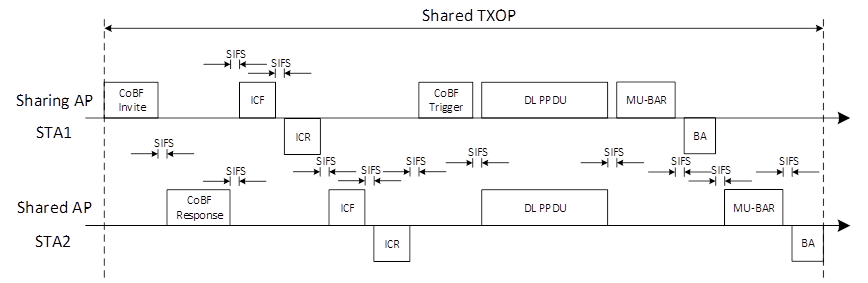 Shared TXOP
SIFS
SIFS
Sharing AP
CoBF
Invite
ICF
CoBF
Trigger
DL PPDU
MU-BAR
STA1
ICR
BA
SIFS
SIFS
SIFS
SIFS
SIFS
SIFS
SIFS
SIFS
SIFS
SIFS
Shared AP
CoBF
Response
ICF
DL PPDU
MU-BAR
STA2
ICR
BA